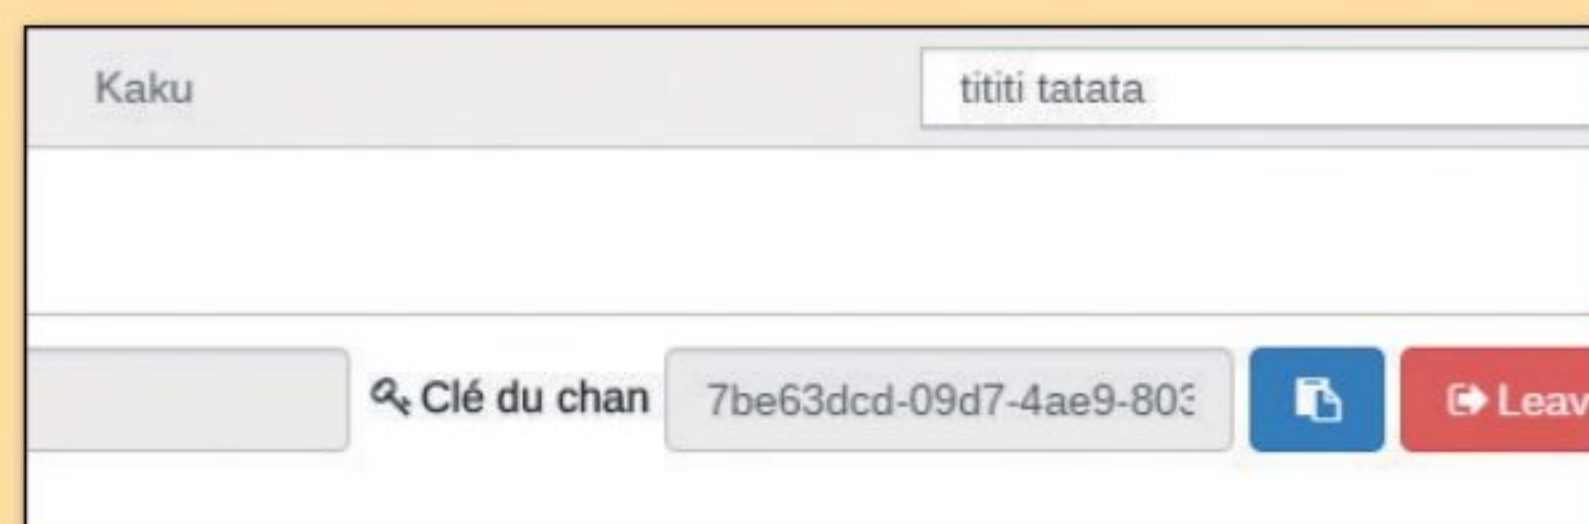 Kaku tititi tatata
Clé du chan 7be63dcd-09d7-4ae9-803 Leav